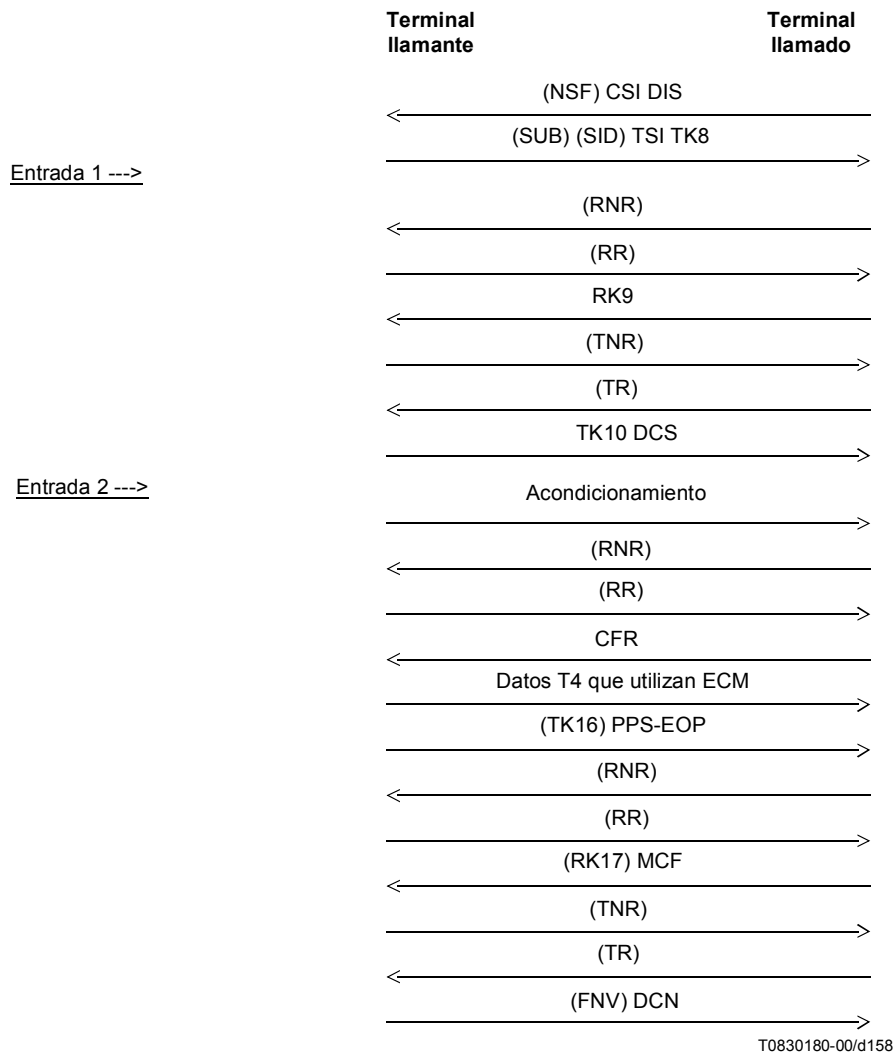 Terminal llamante
Terminal llamado
(NSF) CSI DIS
(SUB) (SID) TSI TK8
Entrada 1 --->
(RNR)
(RR)
RK9
(TNR)
(TR)
TK10 DCS
Entrada 2 --->
Acondicionamiento
(RNR)
(RR)
CFR
Datos T4 que utilizan ECM
(TK16) PPS-EOP
(RNR)
(RR)
(RK17) MCF
(TNR)
(TR)
(FNV) DCN
T0830180-00/d158